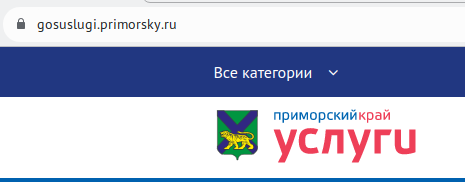 gosuslugi.primorsky.ru
Все категории
приморскийкрай
услуги